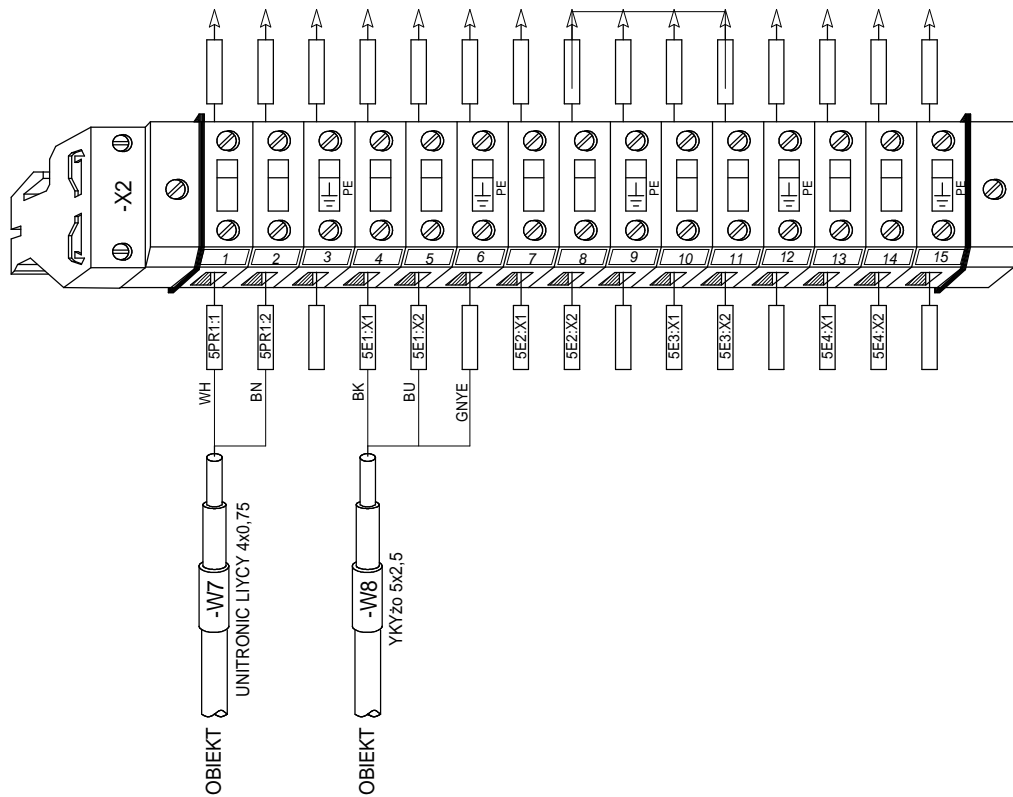 -X2
PE
PE
PE
PE
1
2
3
4
5
6
7
8
9
10
11
12
13
14
15
5PR1:1
5PR1:2
5E1:X1
5E1:X2
5E2:X1
5E2:X2
5E3:X1
5E3:X2
5E4:X1
5E4:X2
WH
BN
BK
BU
GNYE
-W7
UNITRONIC LIYCY 4x0,75
-W8
YKYżo 5x2,5
OBIEKT
OBIEKT
PE